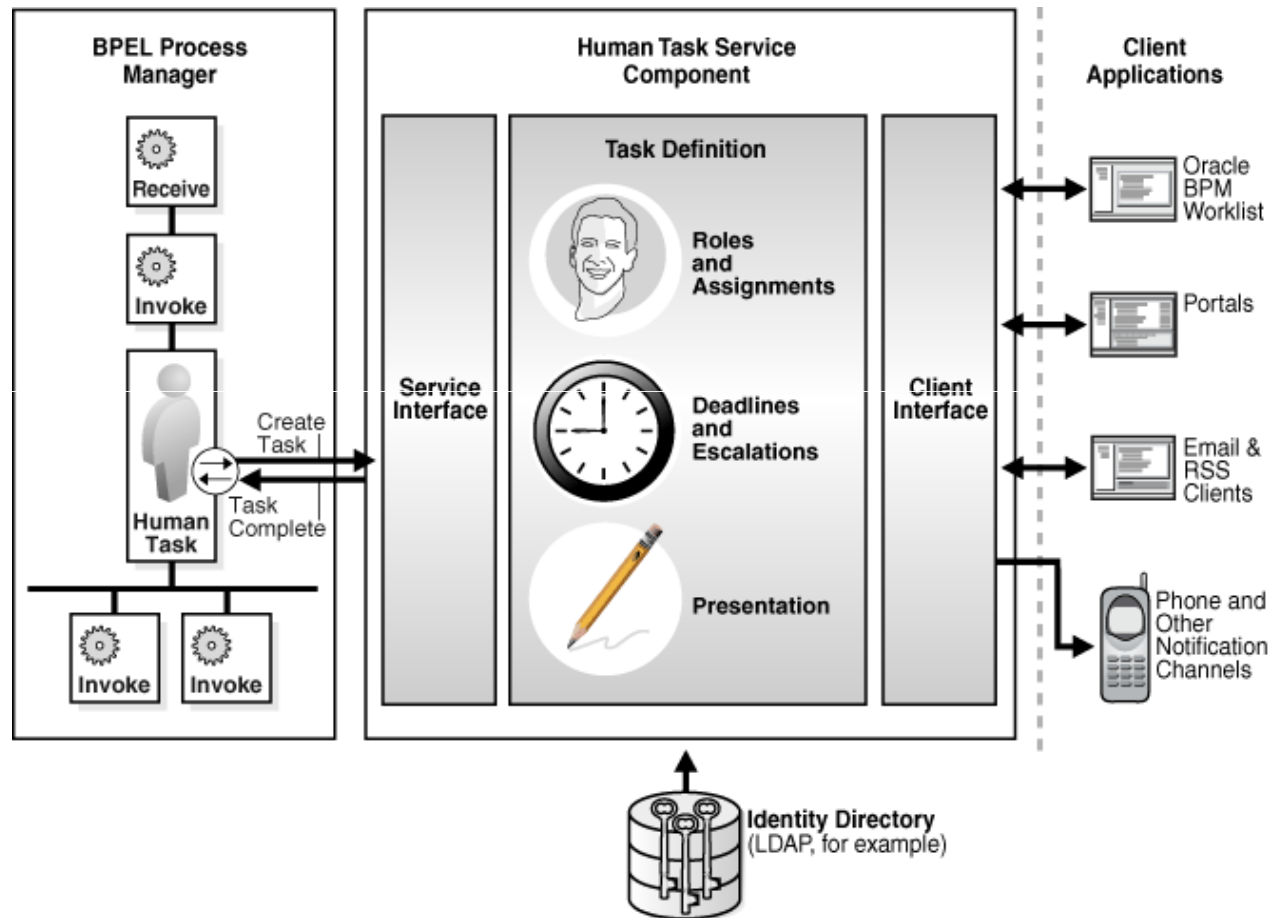 BPEL Process
Manager
Receive
Invoke
Human
Task
Create
Task
Task
Complete
Invoke
Invoke
Human Task Service
Component
Service
Interface
Task Definition
Roles
and
Assignments
Deadlines
and
Escalations
Presentation
Client
Interface
Client
Applications
Oracle
BPM
Worklist
Portals
Email &
RSS
Clients
Phone and
Other
Notification
Channels
Identity Directory
(LDAP, for example)